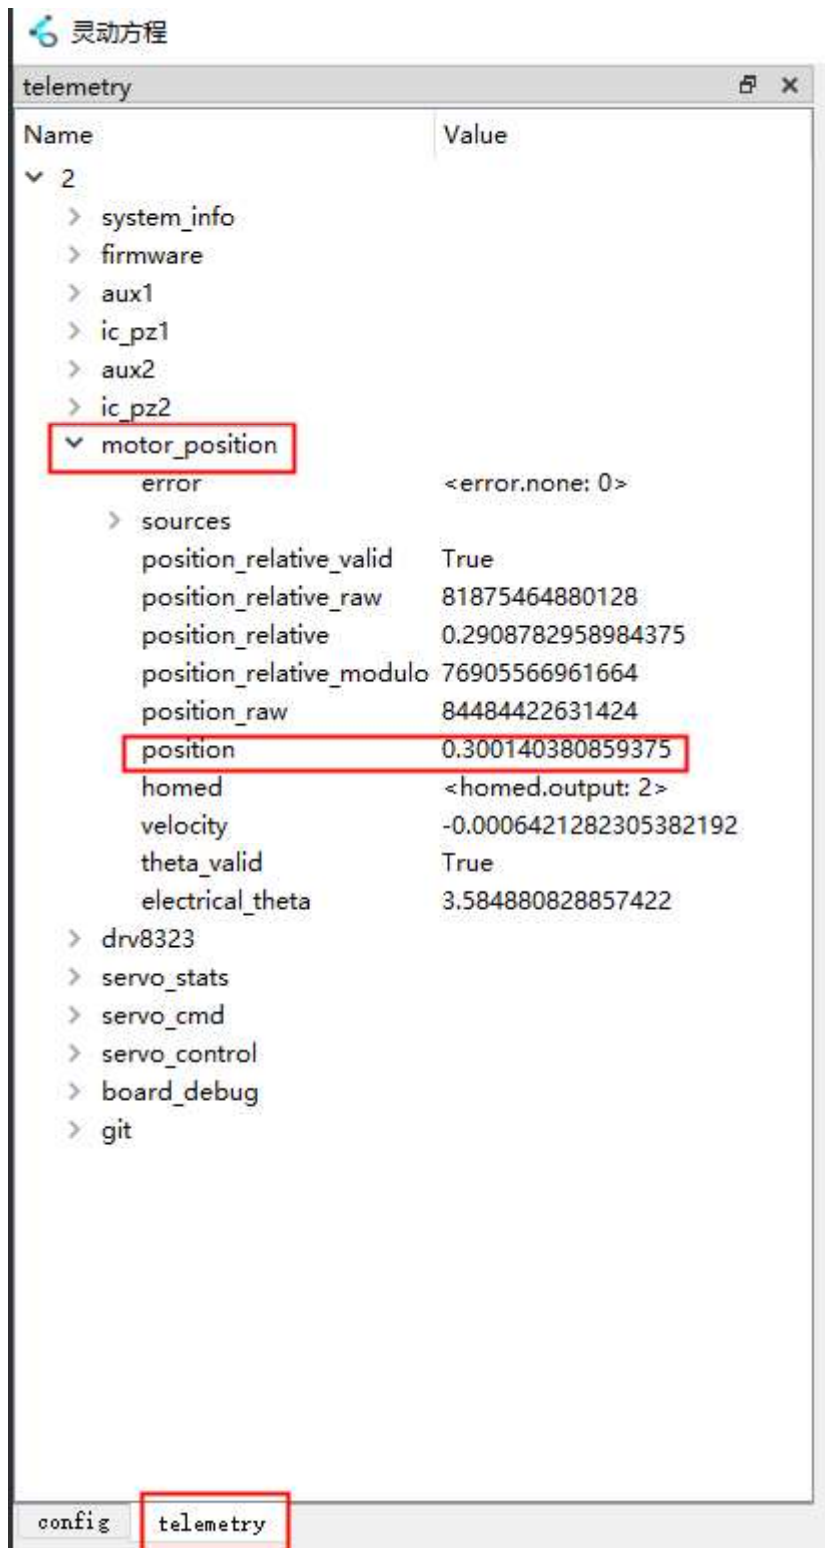 灵动方程
telemetry
Name Value
2
system_info
firmware
aux1
ic_pz1
aux2
ic_pz2
motor_position
error <error.none: 0>
sources
position_relative_valid True
position_relative_raw 81875464880128
position_relative 0.2908782958984375
position_relative_modulo 76905566961664
position_raw 84484422631424
position 0.300140380859375
homed <homed.output: 2>
velocity -0.0006421282305382192
theta_valid True
electrical_theta 3.584880828857422
drv8323
servo_stats
servo_cmd
servo_control
board_debug
git
config telemetry